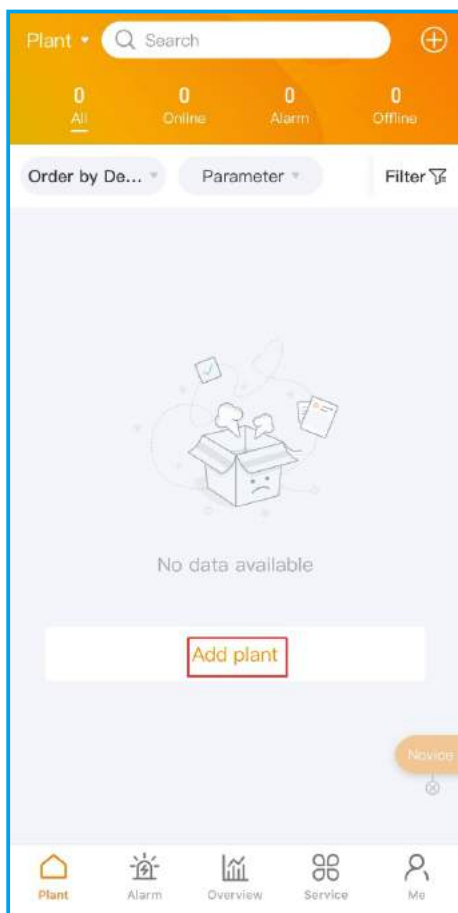 Plant
Search
0 0 0 0
All Online Alarm Offline
Order by De... Parameter Filter
No data available
Add plant
Novice
Plant Alarm Overview Service Me